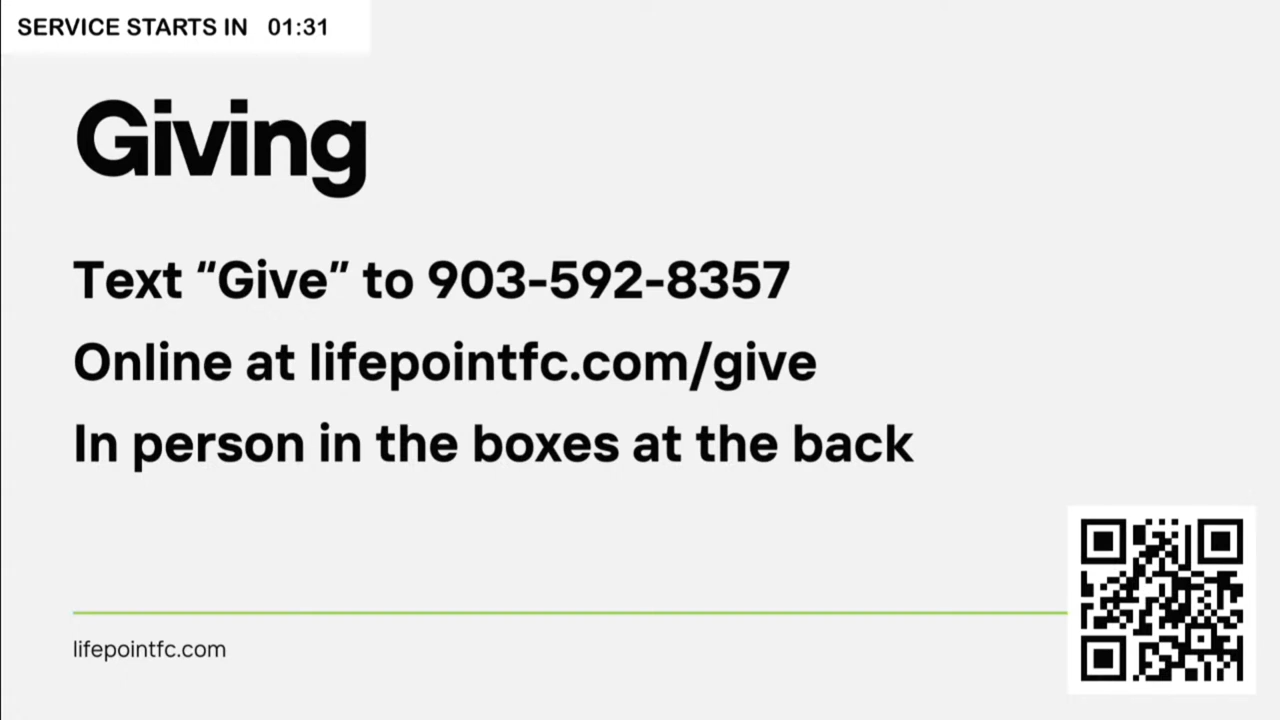 SERVICE STARTS IN 01:31
Giving
Text “Give” to 903-592-8357
Online at lifepointfc.com/give
In person in the boxes at the back
lifepointfc.com